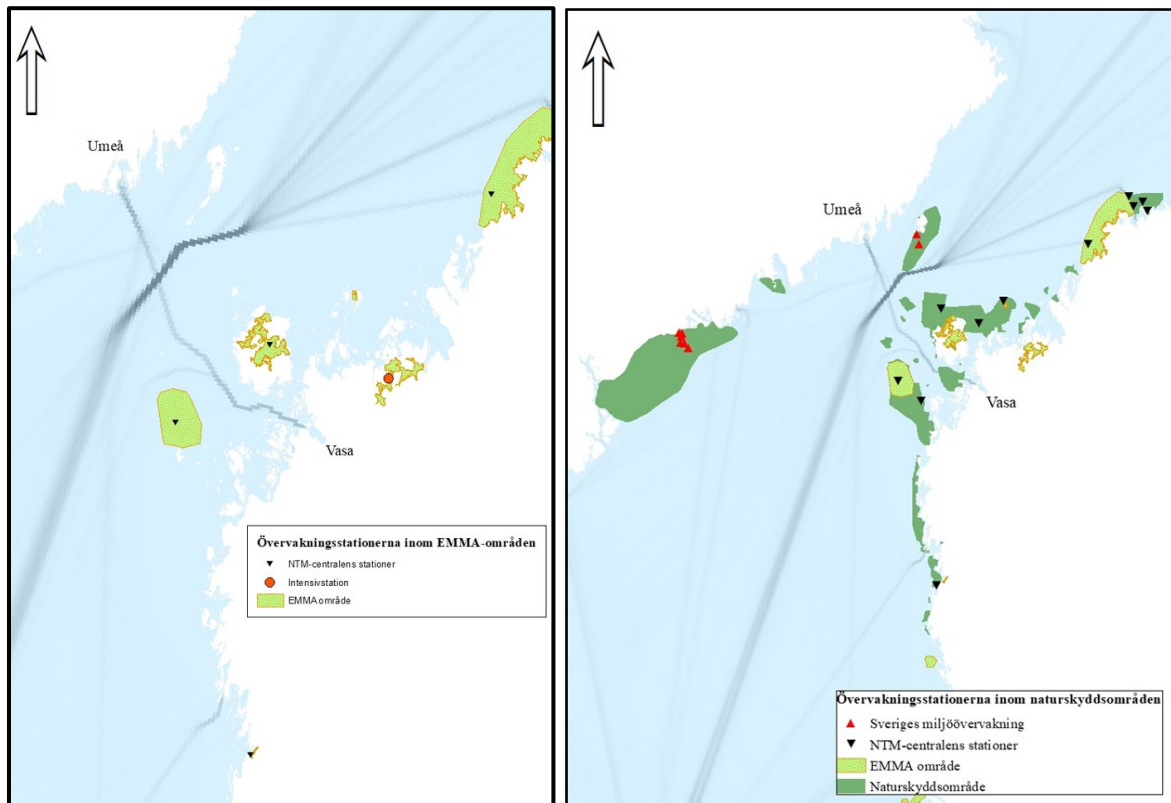 Umeå
Vasa
Övervakningsstationerna inom EMMA-områden
NTM-centralens stationer
Intensivstation
EMMA område
Umeå
Vasa
Övervakningsstationerna inom naturskyddsområden
Sveriges miljöövervakning
NTM-centralens stationer
EMMA område
Naturskyddsområde